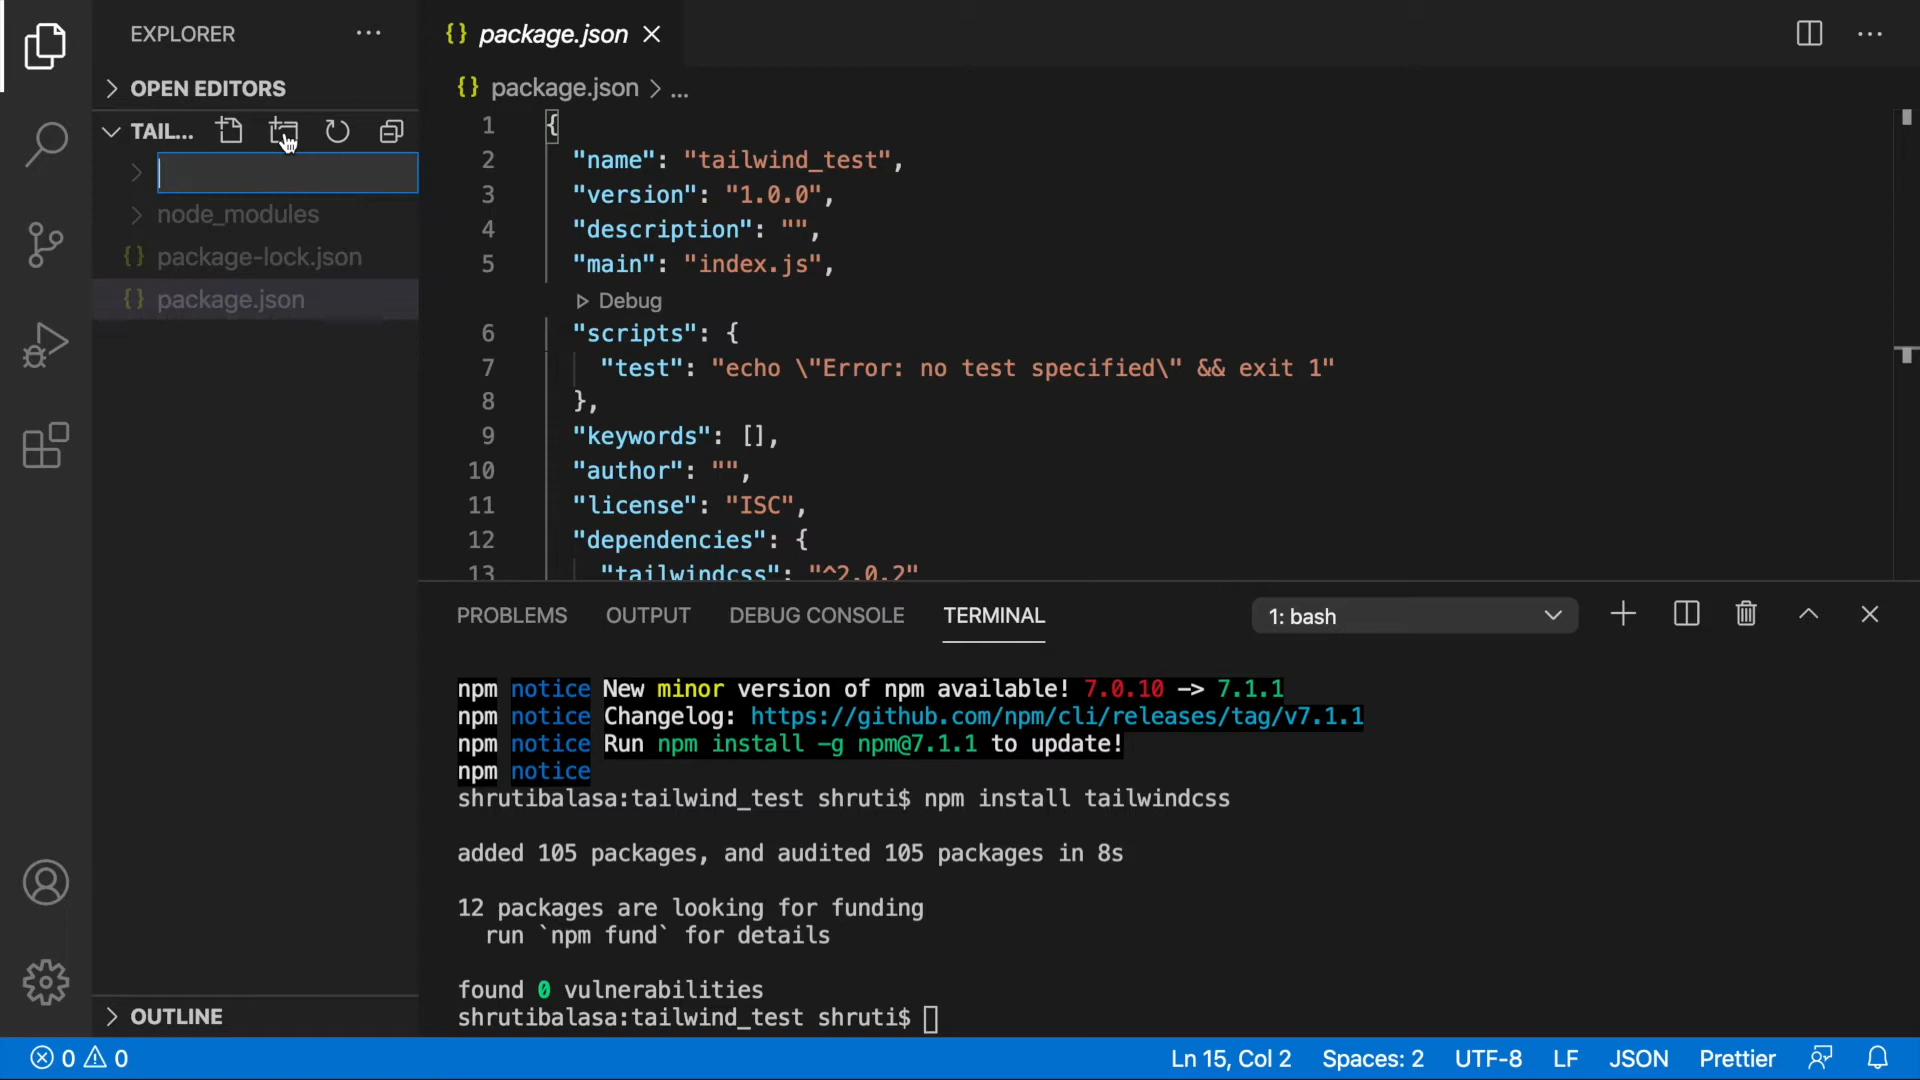 EXPLORER
package.json
OPEN EDITORS
package.json > ...
TAIL...
node_modules
package-lock.json
package.json
1 {
2 "name": "tailwind_test",
3 "version": "1.0.0",
4 "description": "",
5 "main": "index.js",
Debug
6 "scripts": {
7 "test": "echo \"Error: no test specified\" && exit 1"
8 },
9 "keywords": [],
10 "author": "",
11 "license": "ISC",
12 "dependencies": {
13 "tailwindcss": "^2.0.2"
PROBLEMS OUTPUT DEBUG CONSOLE TERMINAL 1: bash
npm notice New minor version of npm available! 7.0.10 -> 7.1.1
npm notice Changelog: https://github.com/npm/cli/releases/tag/v7.1.1
npm notice Run npm install -g npm@7.1.1 to update!
npm notice
shrutibalasa:tailwind_test shruti$ npm install tailwindcss
added 105 packages, and audited 105 packages in 8s
12 packages are looking for funding
run `npm fund` for details
found 0 vulnerabilities
shrutibalasa:tailwind_test shruti$
OUTLINE
0 0 Ln 15, Col 2 Spaces: 2 UTF-8 LF JSON Prettier